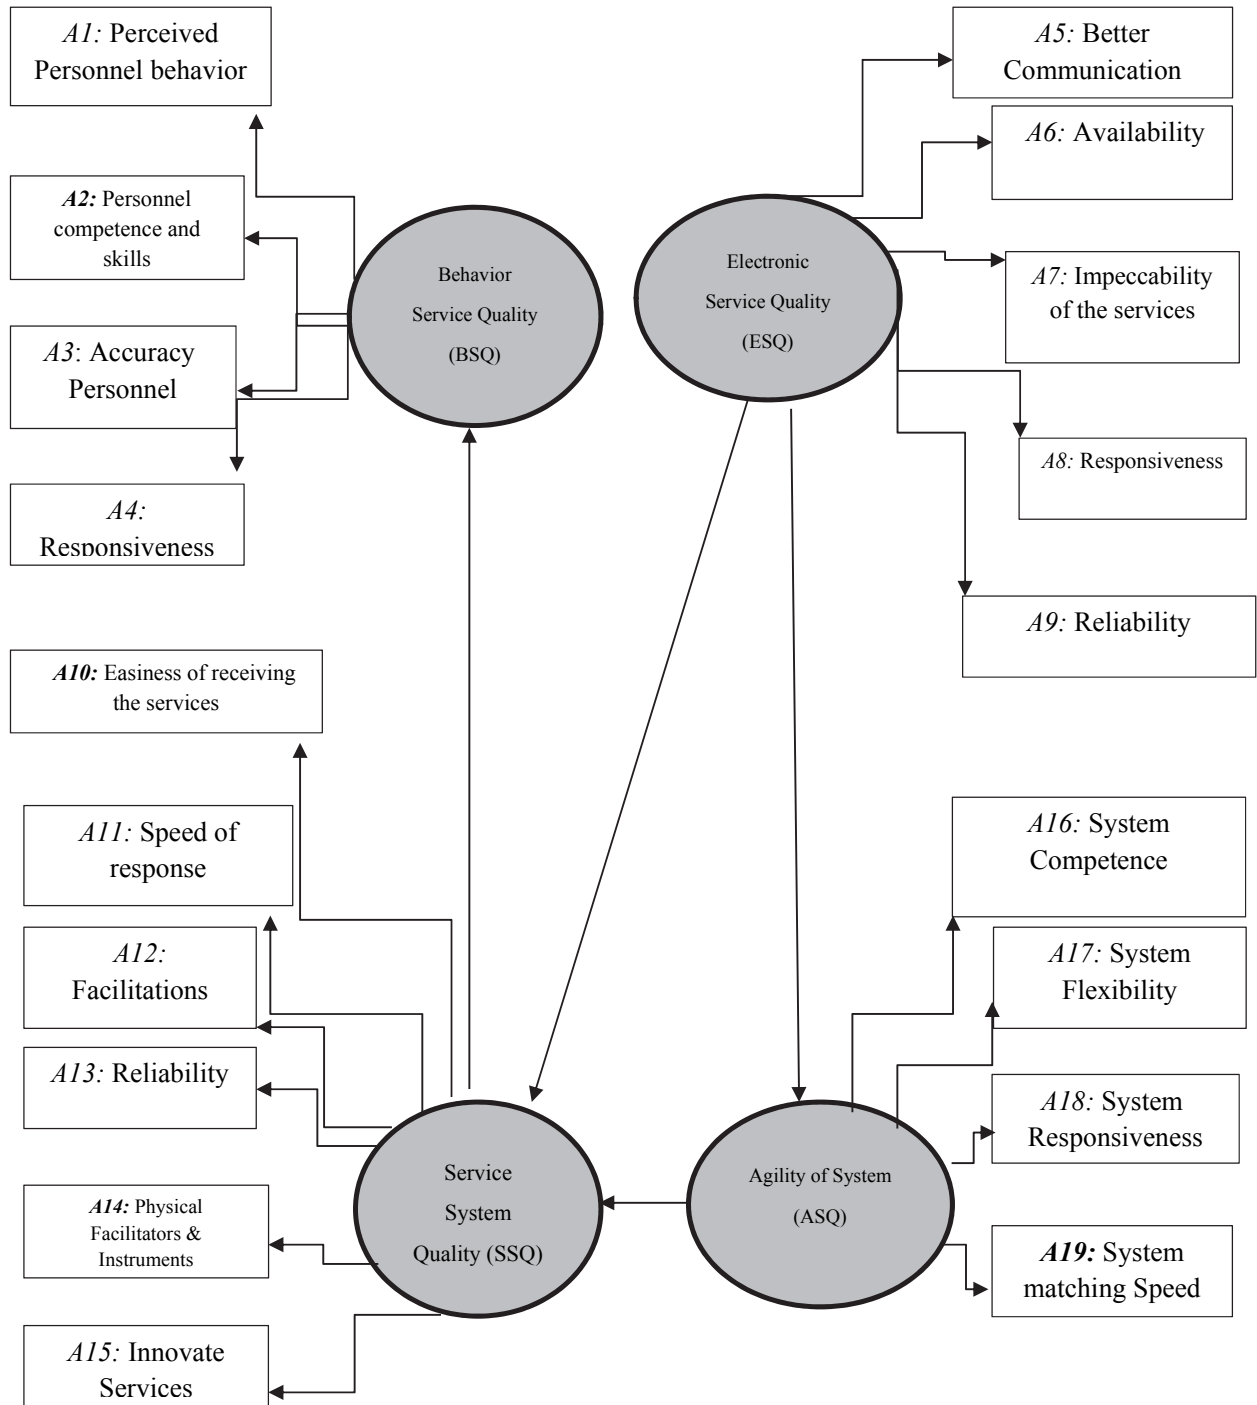 A1: Perceived
Personnel behavior
A2: Personnel
competence and
skills
A3: Accuracy
Personnel
A4:
Responsiveness
Behavior
Service Quality
(BSQ)
Electronic
Service Quality
(ESQ)
A5: Better
Communication
A6: Availability
A7: Impeccability
of the services
A8: Responsiveness
A9: Reliability
A10: Easiness of receiving
the services
A11: Speed of
response
A12:
Facilitations
A13: Reliability
A14: Physical
Facilitators &
Instruments
A15: Innovate
Services
Service
System
Quality (SSQ)
Agility of System
(ASQ)
A16: System
Competence
A17: System
Flexibility
A18: System
Responsiveness
A19: System
matching Speed